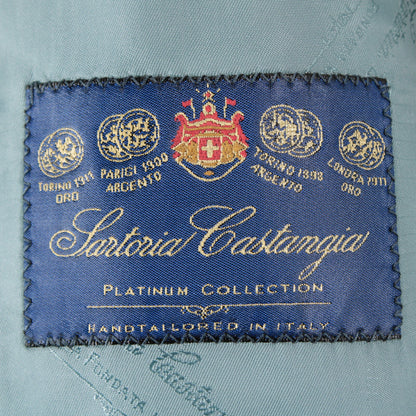 TORINO 1911
ORO
PARIGI 1900
ARGENTO
TORINO 1898
ARGENTO
LONDRA 1911
ORO
Sartoria Castangia
PLATINUM COLLECTION
HANDTAILORED IN ITALY
FONDATA